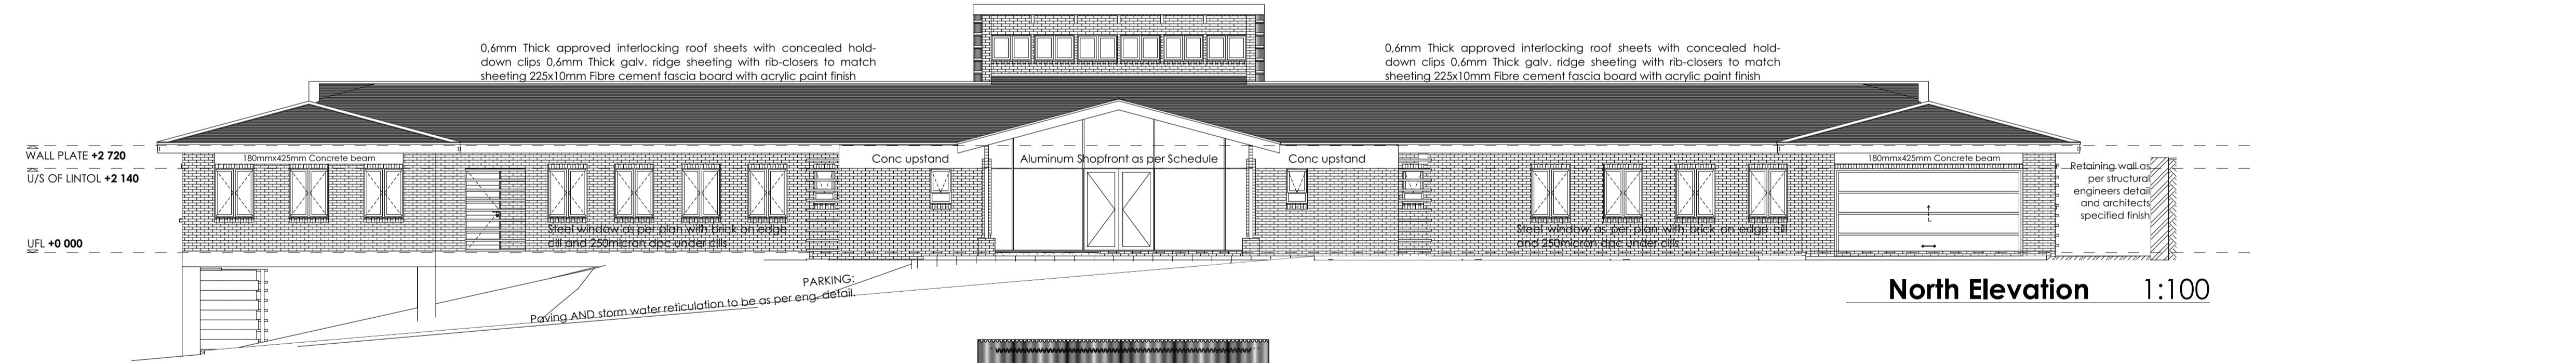 0,6mm Thick approved interlocking roof sheets with concealed hold-
down clips 0,6mm Thick galv. ridge sheeting with rib-closers to match
sheeting 225x10mm Fibre cement fascia board with acrylic paint finish
0,6mm Thick approved interlocking roof sheets with concealed hold-
down clips 0,6mm Thick galv. ridge sheeting with rib-closers to match
sheeting 225x10mm Fibre cement fascia board with acrylic paint finish
WALL PLATE +2 720
U/S OF LINTOL +2 140
UFL +0 000
180mmx425mm Concrete beam
Conc upstand
Aluminum Shopfront as per Schedule
Conc upstand
180mmx425mm Concrete beam
Retaining wall as
per structural
engineers detail
and architects
specified finish
Steel window as per plan with brick on edge
cill and 250micron dpc under cills
Steel window as per plan with brick on edge cill
and 250micron dpc under cills
PARKING:
Paving AND storm water reticulation to be as per eng. detail.
North Elevation 1:100